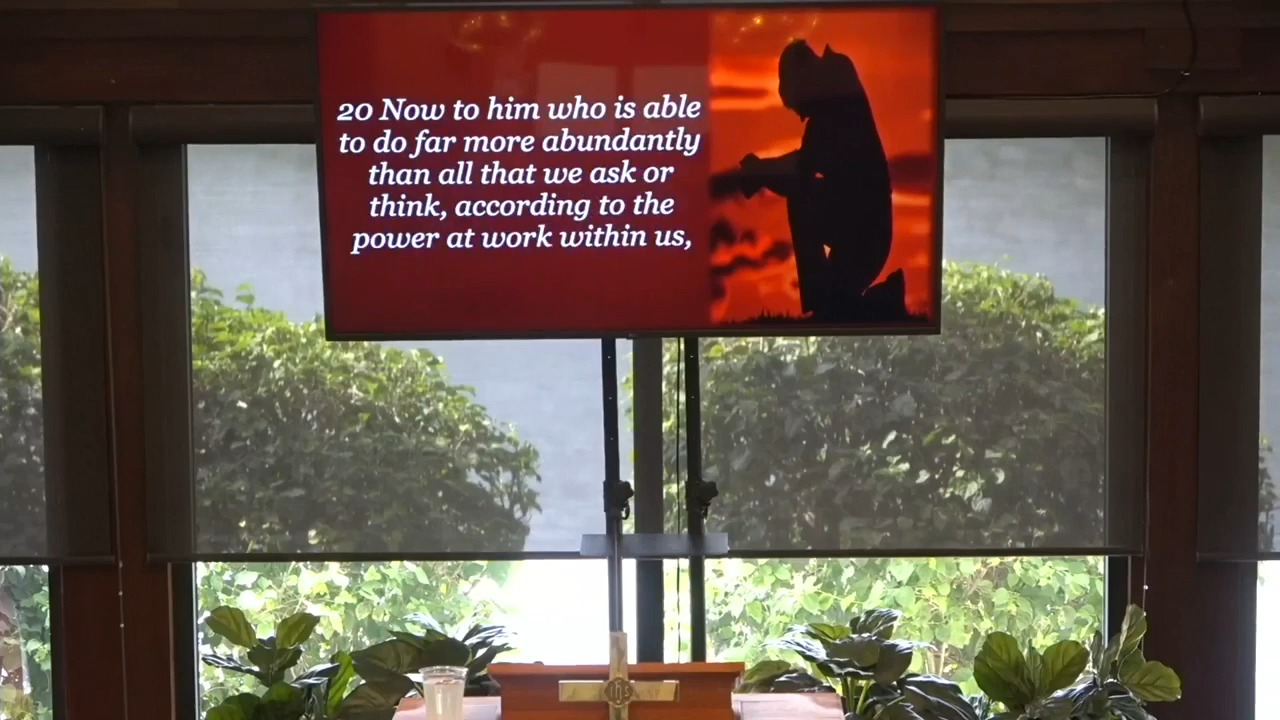 20 Now to him who is able
to do far more abundantly
than all that we ask or
think, according to the
power at work within us,
IHS